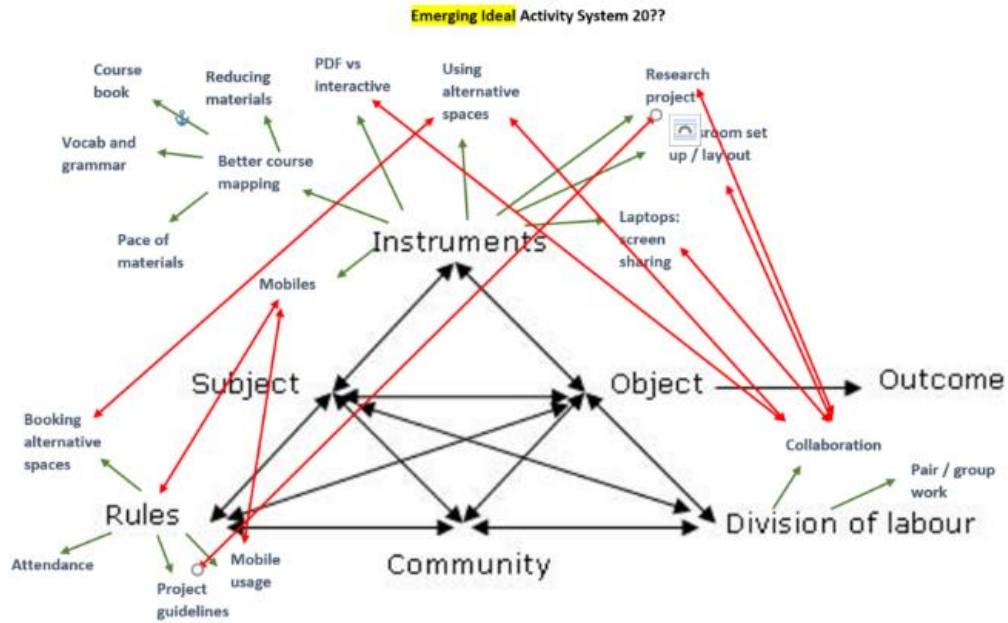 Emerging Ideal Activity System 20??
Course
book
Reducing
materials
PDF vs
interactive
Using
alternative
spaces
Research
project
Vocab and
grammar
Better course
mapping
sroom set
up / lay out
Pace of
materials
Laptops:
screen
sharing
Instruments
Mobiles
Subject
Object
Outcome
Booking
alternative
spaces
Collaboration
Pair / group
work
Rules
Division of labour
Attendance
Mobile
usage
Community
Project
guidelines